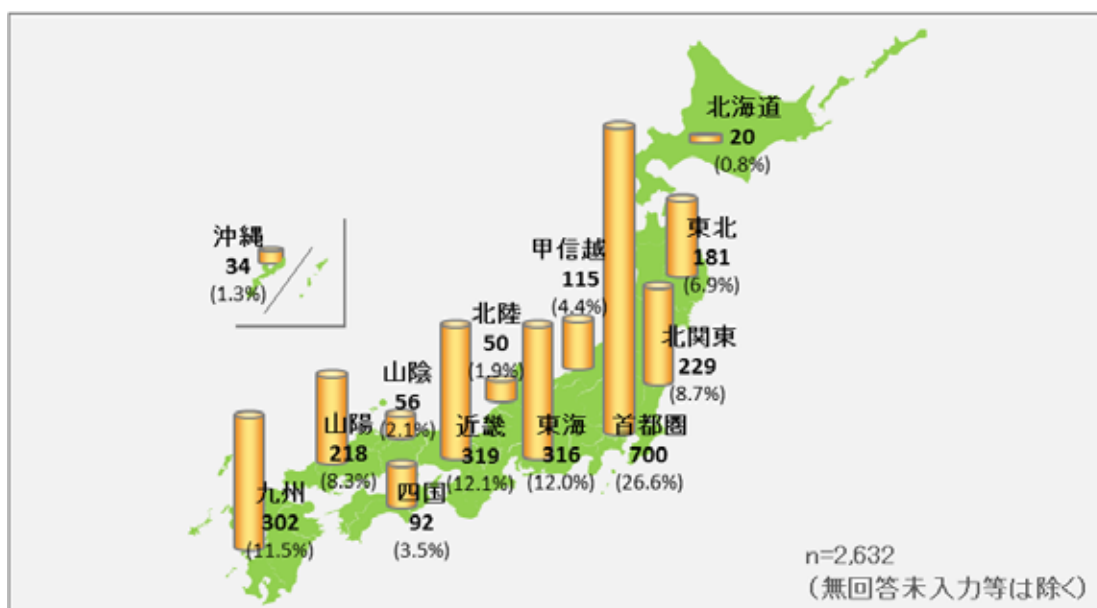 北海道
20
(0.8%)
東北
181
(6.9%)
北関東
229
(8.7%)
首都圏
700
(26.6%)
甲信越
115
(4.4%)
東海
316
(12.0%)
北陸
50
(1.9%)
近畿
319
(12.1%)
山陰
56
(2.1%)
山陽
218
(8.3%)
四国
92
(3.5%)
九州
302
(11.5%)
沖縄
34
(1.3%)
n=2,632
(無回答未入力等は除く)